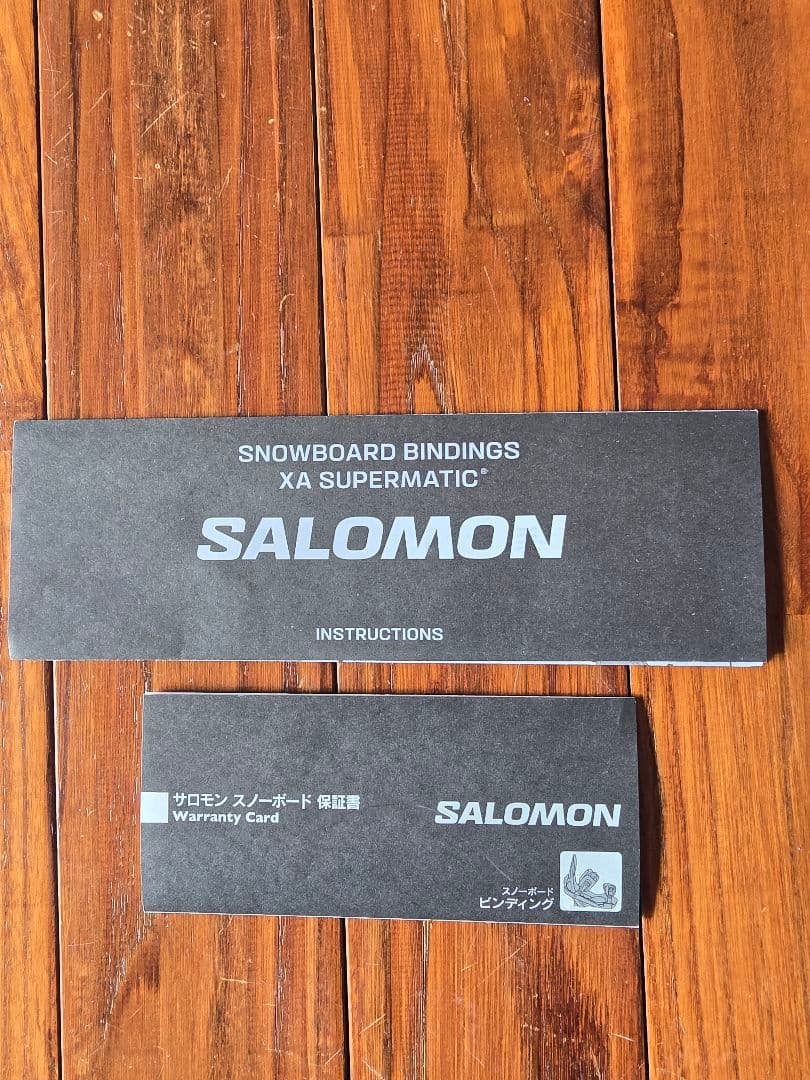 SNOWBOARD BINDINGS
XA SUPERMATIC®
SALOMON
INSTRUCTIONS
サロモン スノーボード 保証書
Warranty Card
SALOMON
スノーボード
ビンディング